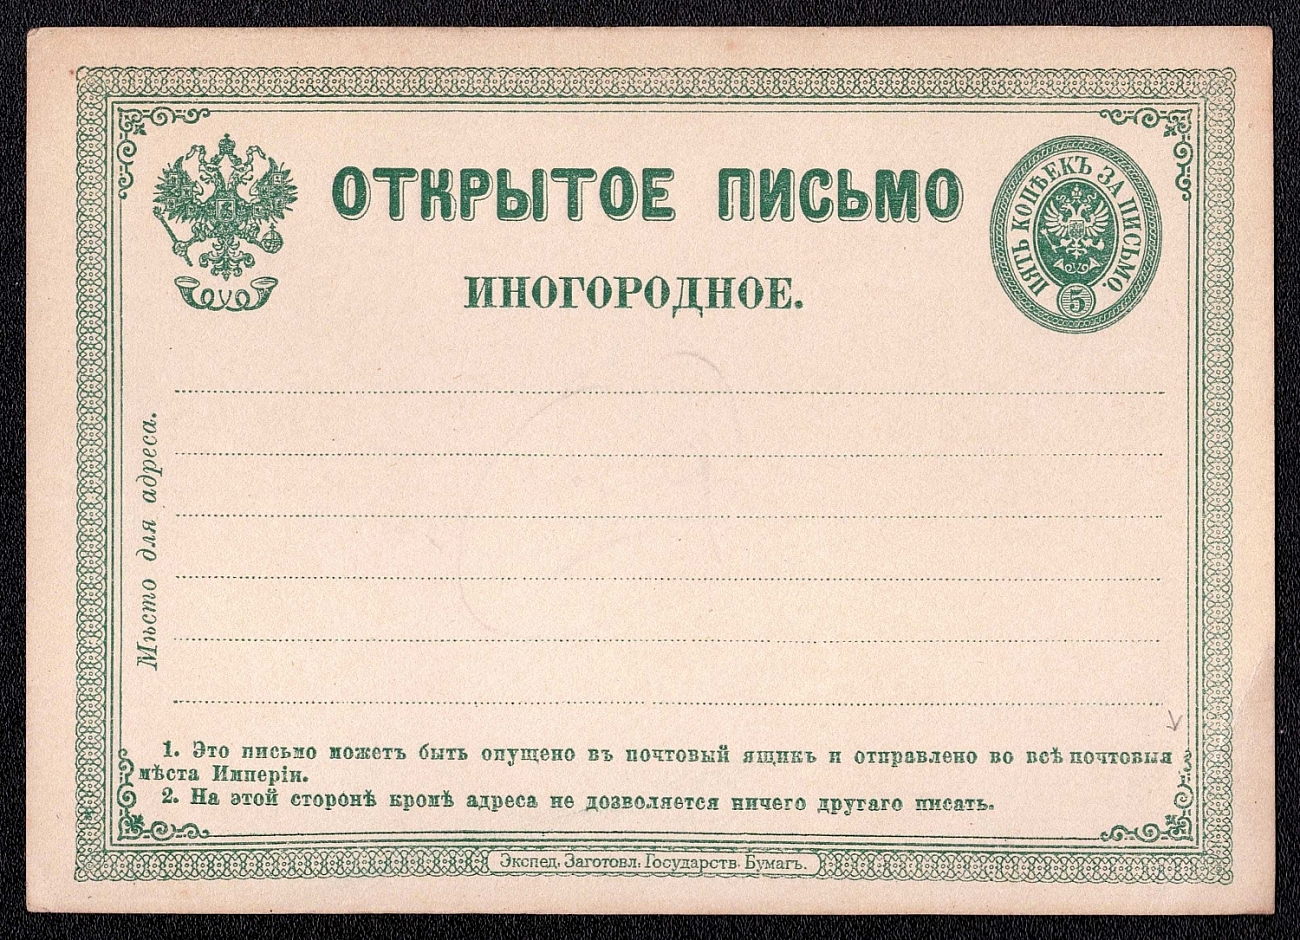 ОТКРЫТОЕ ПИСЬМО
ПЯТЬ КОПѢЕКЪ ЗА ПИСЬМО.
5
ИНОГОРОДНОЕ.
Мѣсто для адреса.
1. Это письмо можетъ быть опущено въ почтовый ящикъ и отправлено во всѣ почтовыя
мѣста Имперіи.
2. На этой сторонѣ кромѣ адреса не дозволяется ничего другаго писать.
Экспед. Заготовл. Государств. Бумагъ.